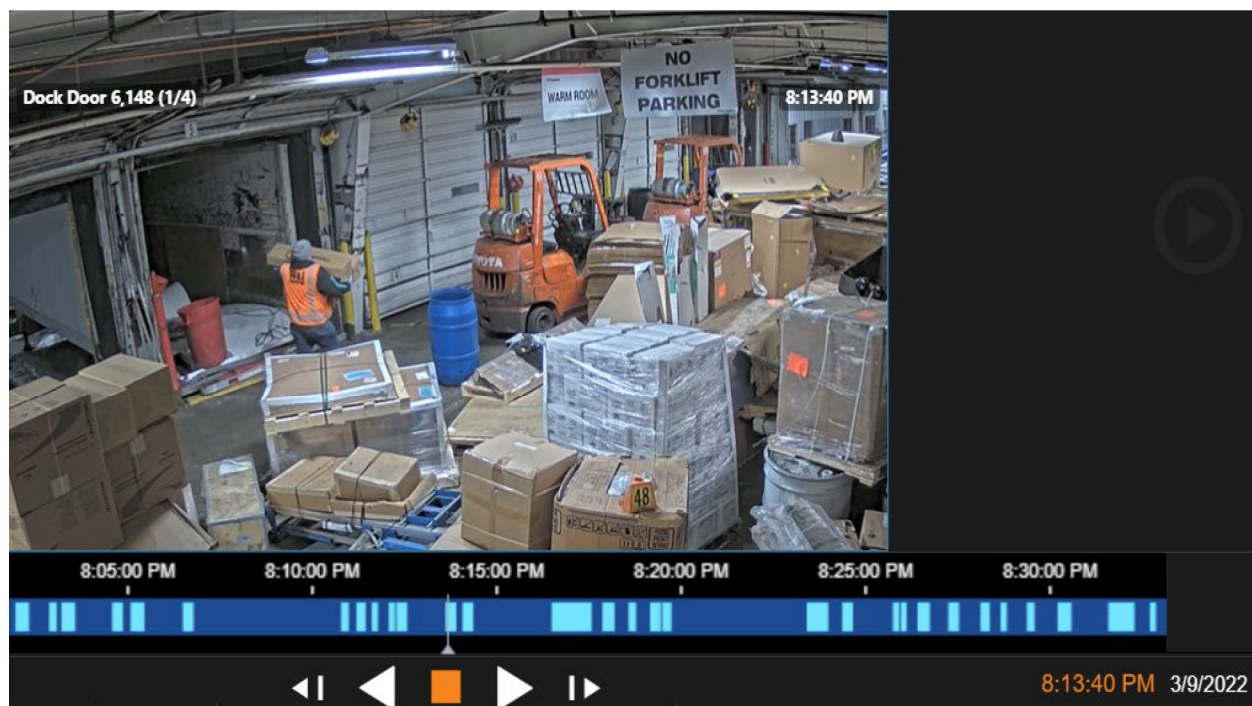 NO
FORKLIFT
PARKING
WARM ROOM
Dock Door 6,148 (1/4)
8:13:40 PM
TOYOTA
48
8:05:00 PM
8:10:00 PM
8:15:00 PM
8:20:00 PM
8:25:00 PM
8:30:00 PM
8:13:40 PM 3/9/2022